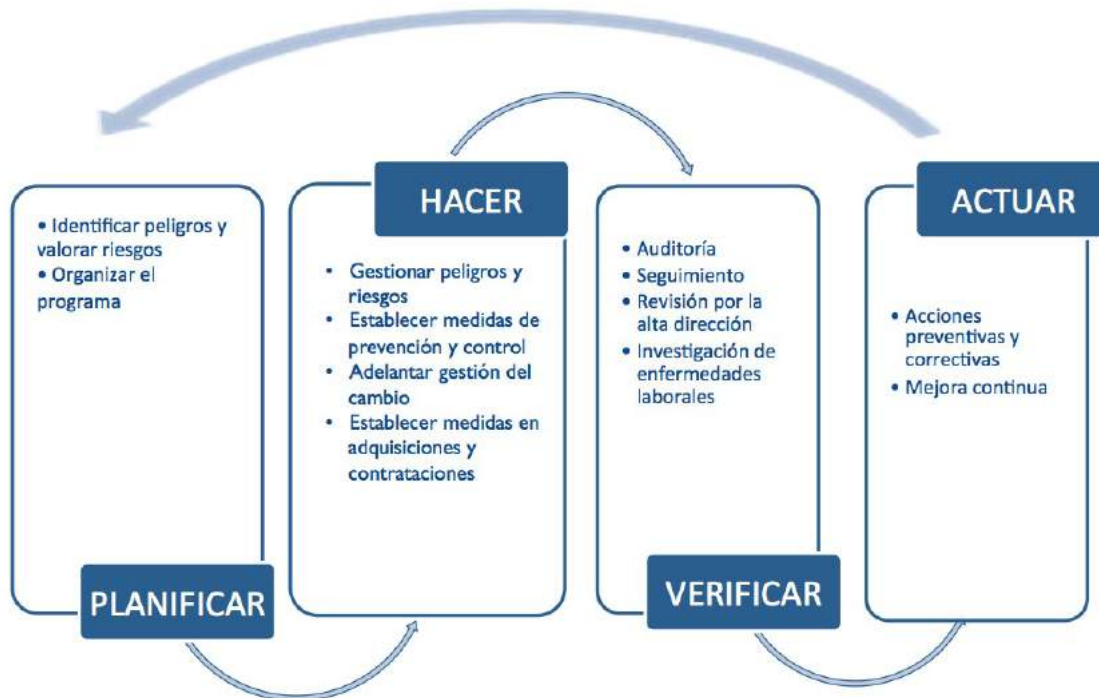 • Identificar peligros y
valorar riesgos
• Organizar el
programa
PLANIFICAR
HACER
• Gestionar peligros y
riesgos
• Establecer medidas de
prevención y control
• Adelantar gestión del
cambio
• Establecer medidas en
adquisiciones y
contrataciones
• Auditoría
• Seguimiento
• Revisión por la
alta dirección
• Investigación de
enfermedades
laborales
VERIFICAR
ACTUAR
• Acciones
preventivas y
correctivas
• Mejora continua